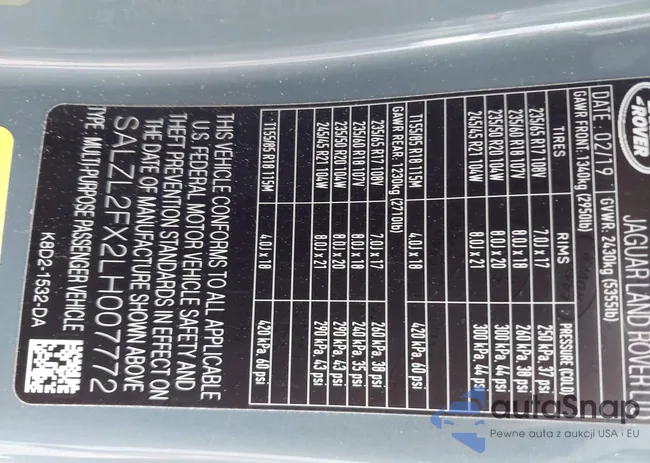 ROVER
JAGUAR LAND ROVER
DATE: 02/19 GVWR: 2430kg (5355lb)
GAWR FRONT: 1340kg (2950lb)
TIRES RIMS PRESSURE (COLD)
235/65 R17 108V 7.0J x 17 250 kPa, 37 psi
235/60 R18 107V 8.0J x 18 260 kPa, 38 psi
235/50 R20 104W 8.0J x 20 300 kPa, 44 psi
245/45 R21 104W 8.0J x 21 300 kPa, 44 psi
T155/85 R18 115M 4.0J x 18 420 kPa, 60 psi
GAWR REAR: 1230kg (2710lb)
235/65 R17 108V 7.0J x 17 260 kPa, 38 psi
235/60 R18 107V 8.0J x 18 240 kPa, 35 psi
235/50 R20 104W 8.0J x 20 290 kPa, 43 psi
245/45 R21 104W 8.0J x 21 290 kPa, 43 psi
T155/85 R18 115M 4.0J x 18 420 kPa, 60 psi
THIS VEHICLE CONFORMS TO ALL APPLICABLE
U.S. FEDERAL MOTOR VEHICLE SAFETY AND
THEFT PREVENTION STANDARDS IN EFFECT ON
THE DATE OF MANUFACTURE SHOWN ABOVE
SALZL2FX2LH007772
TYPE: MULTI PURPOSE PASSENGER VEHICLE
K8D2-1532-DA
autoSnap
Pewne auta z aukcji USA i EU